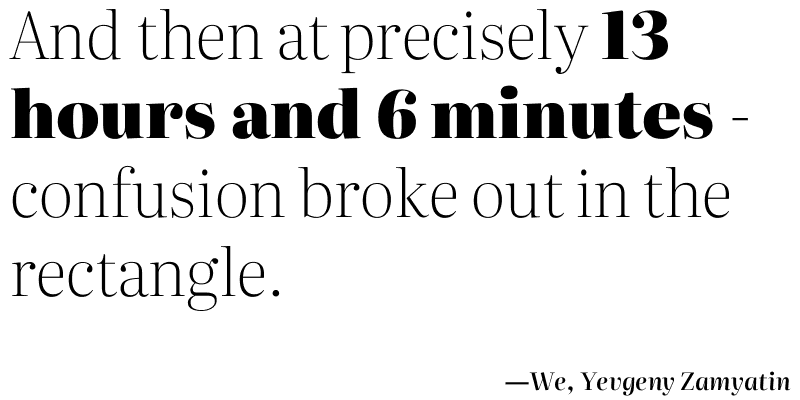 And then at precisely 13
hours and 6 minutes -
confusion broke out in the
rectangle.
—We, Yevgeny Zamyatin